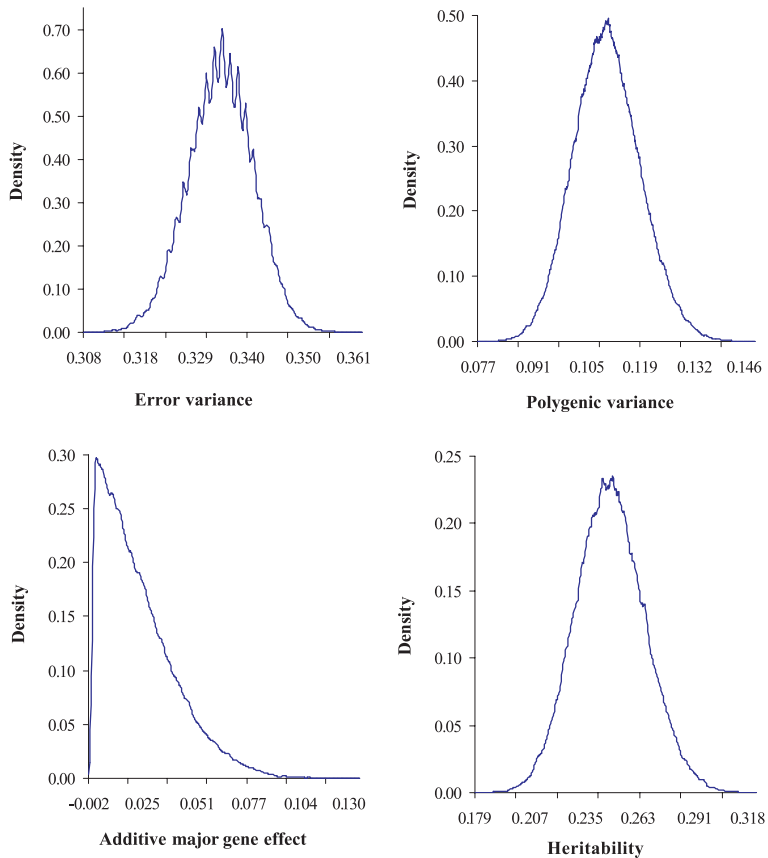 Density
0.70
0.60
0.50
0.40
0.30
0.20
0.10
0.00
0.308 0.318 0.329 0.340 0.350 0.361
Error variance
Density
0.50
0.40
0.30
0.20
0.10
0.00
0.077 0.091 0.105 0.119 0.132 0.146
Polygenic variance
Density
0.30
0.25
0.20
0.15
0.10
0.05
0.00
-0.002 0.025 0.051 0.077 0.104 0.130
Additive major gene effect
Density
0.25
0.20
0.15
0.10
0.05
0.00
0.179 0.207 0.235 0.263 0.291 0.318
Heritability